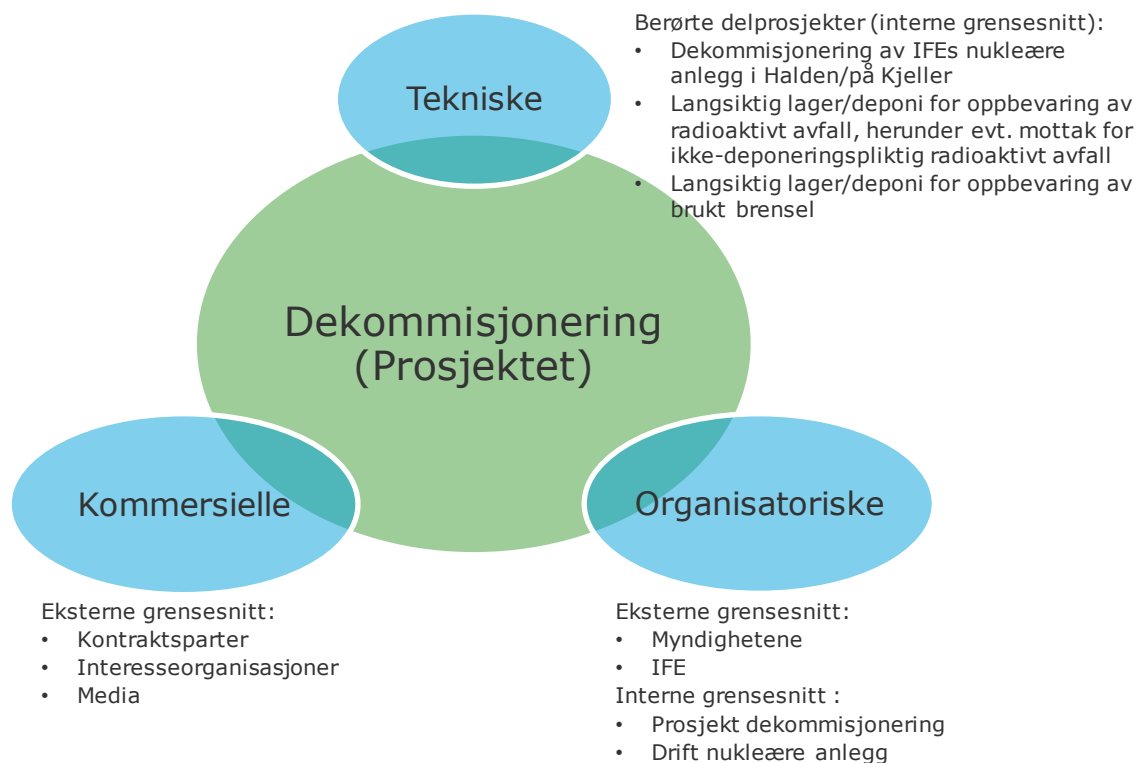 Berørte delprosjekter (interne grensesnitt):
• Dekommisjonering av IFEs nukleære
anlegg i Halden/på Kjeller
• Langsiktig lager/deponi for oppbevaring av
radioaktivt avfall, herunder evt. mottak for
ikke-deponeringspliktig radioaktivt avfall
• Langsiktig lager/deponi for oppbevaring av
brukt brensel
Tekniske
Dekommisjonering
(Prosjektet)
Kommersielle
Organisatoriske
Eksterne grensesnitt:
• Kontraktsparter
• Interesseorganisasjoner
• Media
Eksterne grensesnitt:
• Myndighetene
• IFE
Interne grensesnitt :
• Prosjekt dekommisjonering
• Drift nukleære anlegg